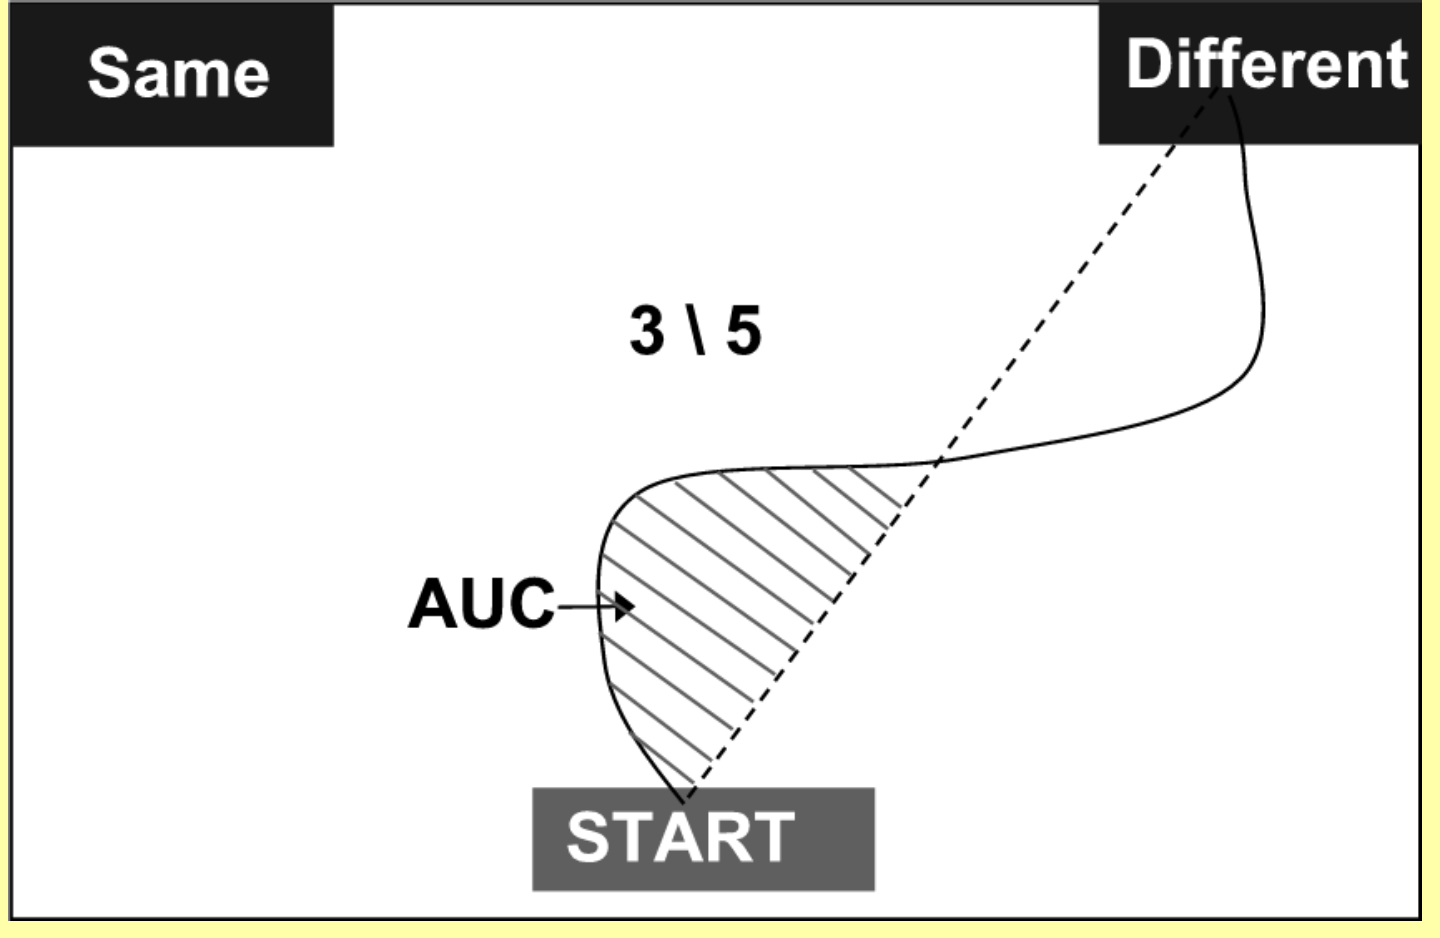 Same
Different
3 \ 5
AUC
START